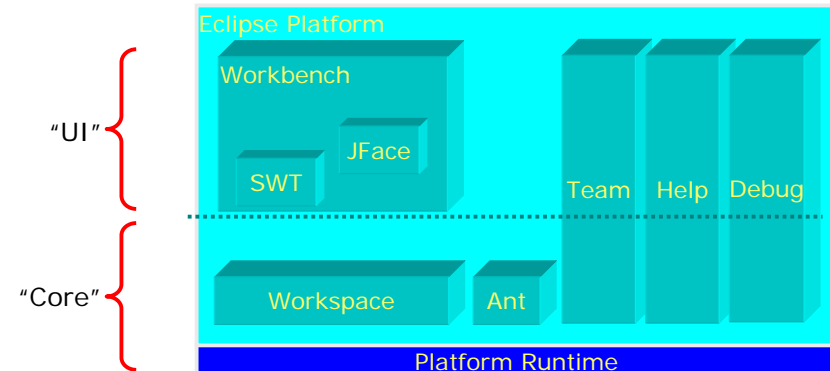 Eclipse Platform
Workbench
"UI"
JFace
SWT
Team Help Debug
"Core"
Workspace
Ant
Platform Runtime